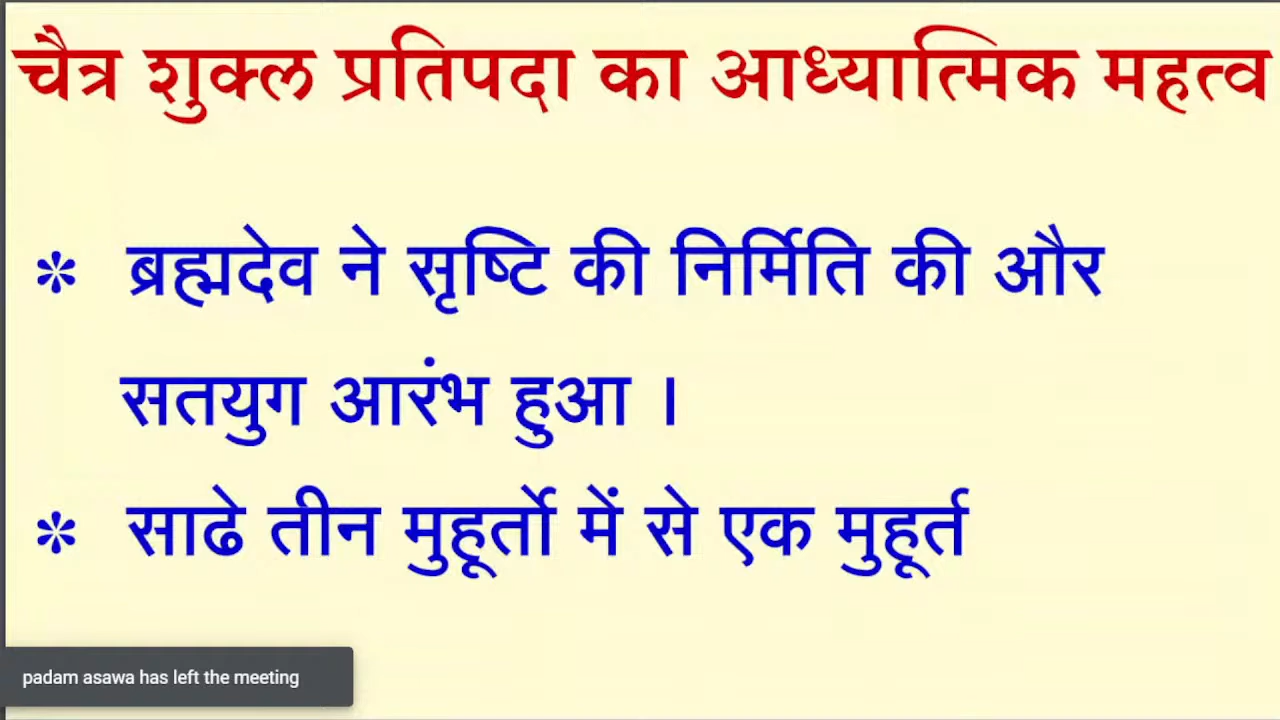 चैत्र शुक्ल प्रतिपदा का आध्यात्मिक महत्व
* ब्रह्मदेव ने सृष्टि की निर्मिति की और
सतयुग आरंभ हुआ ।
* साढे तीन मुहूर्तो में से एक मुहूर्त
padam asawa has left the meeting